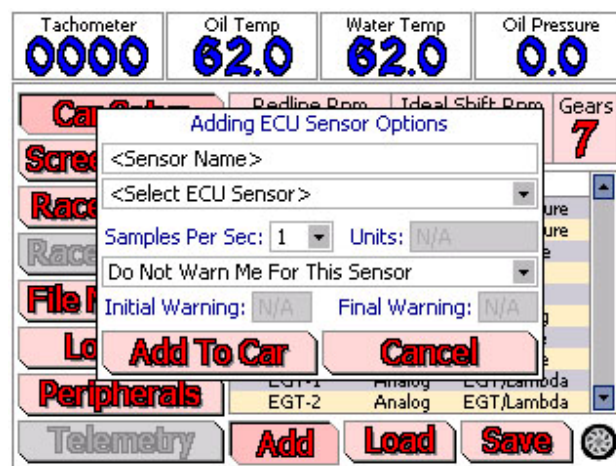 Tachometer Oil Temp Water Temp Oil Pressure
0000 62.0 62.0 0.0
Redline Rpm Ideal Shift Rpm Gears
7
Adding ECU Sensor Options
<Sensor Name>
<Select ECU Sensor>
Samples Per Sec: 1 Units: N/A
Do Not Warn Me For This Sensor
Initial Warning: N/A Final Warning: N/A
Add To Car Cancel
Peripherals
EGT-1 Analog EGT/Lambda
EGT-2 Analog EGT/Lambda
Telemetry Add Load Save